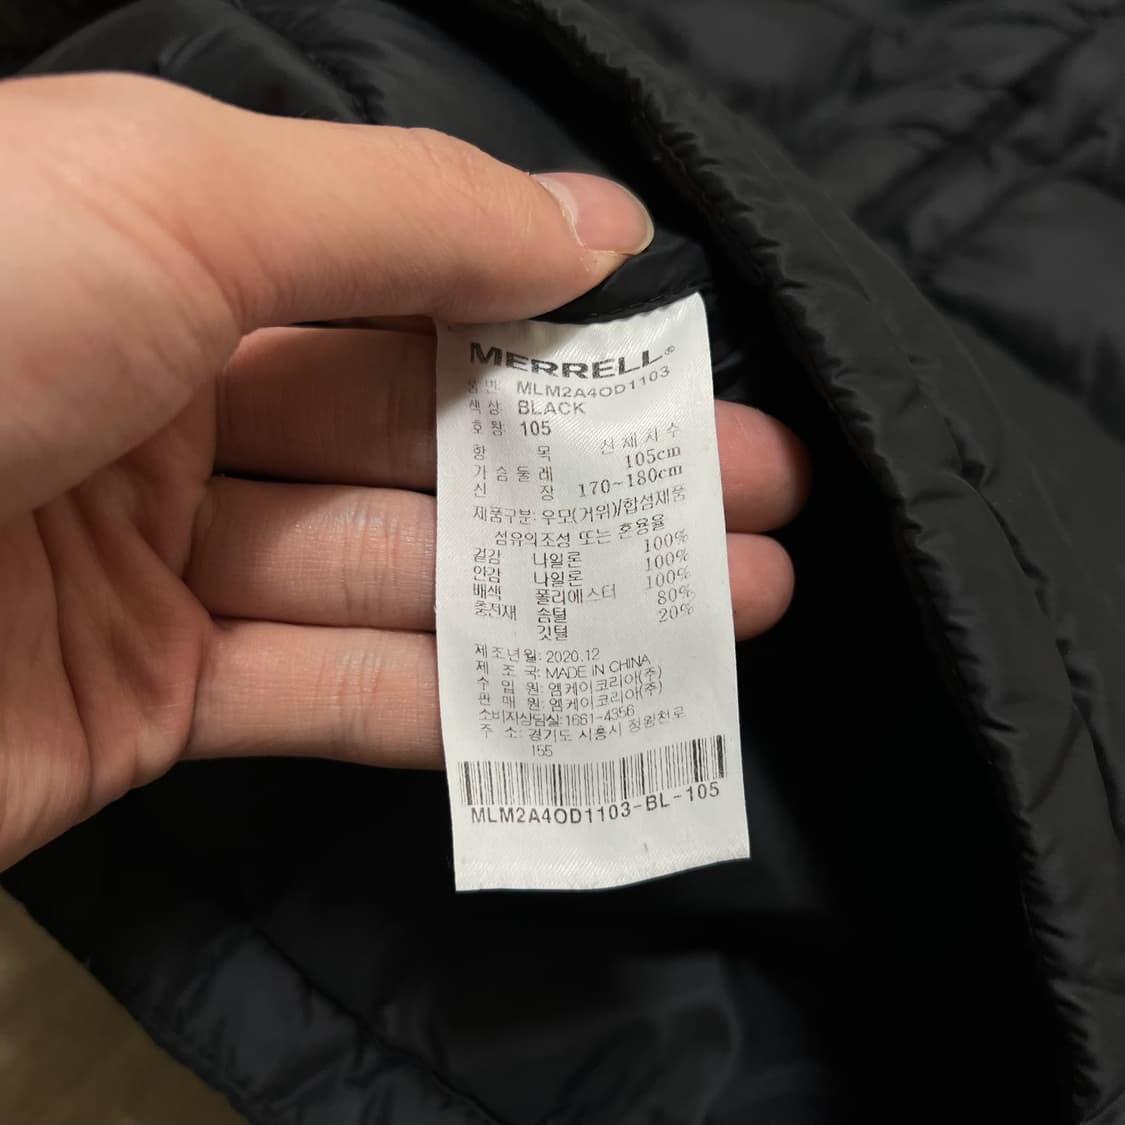 MERRELL®
품 번: MLM2A4OD1103
색 상: BLACK
호 칭: 105
항 목 신 체 치 수
가 슴 둘 레 105cm
신 장 170~180cm
제품구분: 우모(거위)/합섬제품
섬유의조성 또는 혼용율
겉감 나일론 100%
안감 나일론 100%
배색 폴리에스터 100%
충전재 솜털 80%
깃털 20%
제조년월: 2020.12
제 조 국: MADE IN CHINA
수 입 원: 엠케이코리아(주)
판 매 원: 엠케이코리아(주)
소비자상담실:1661-4356
주 소: 경기도 시흥시 정왕천로
155
MLM2A4OD1103-BL-105